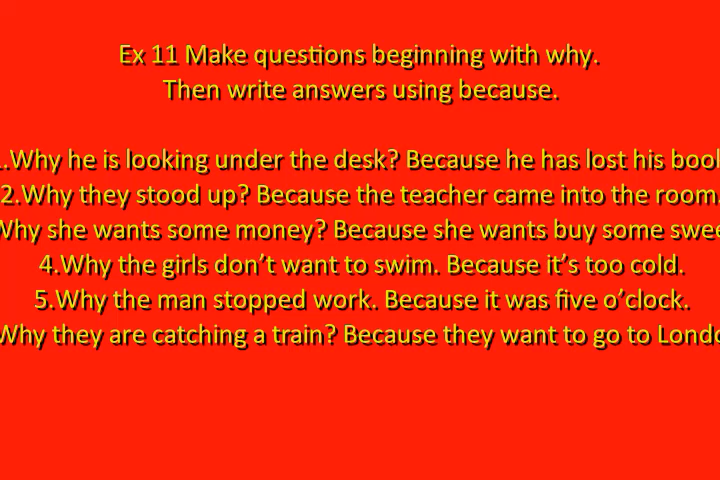 Ex 11 Make questions beginning with why.
Then write answers using because.
.Why he is looking under the desk? Because he has lost his book
2.Why they stood up? Because the teacher came into the room.
Why she wants some money? Because she wants buy some
4.Why the girls don’t want to swim. Because it’s too cold.
5.Why the man stopped work. Because it was five o’clock.
Why they are catching a train? Because they want to go to